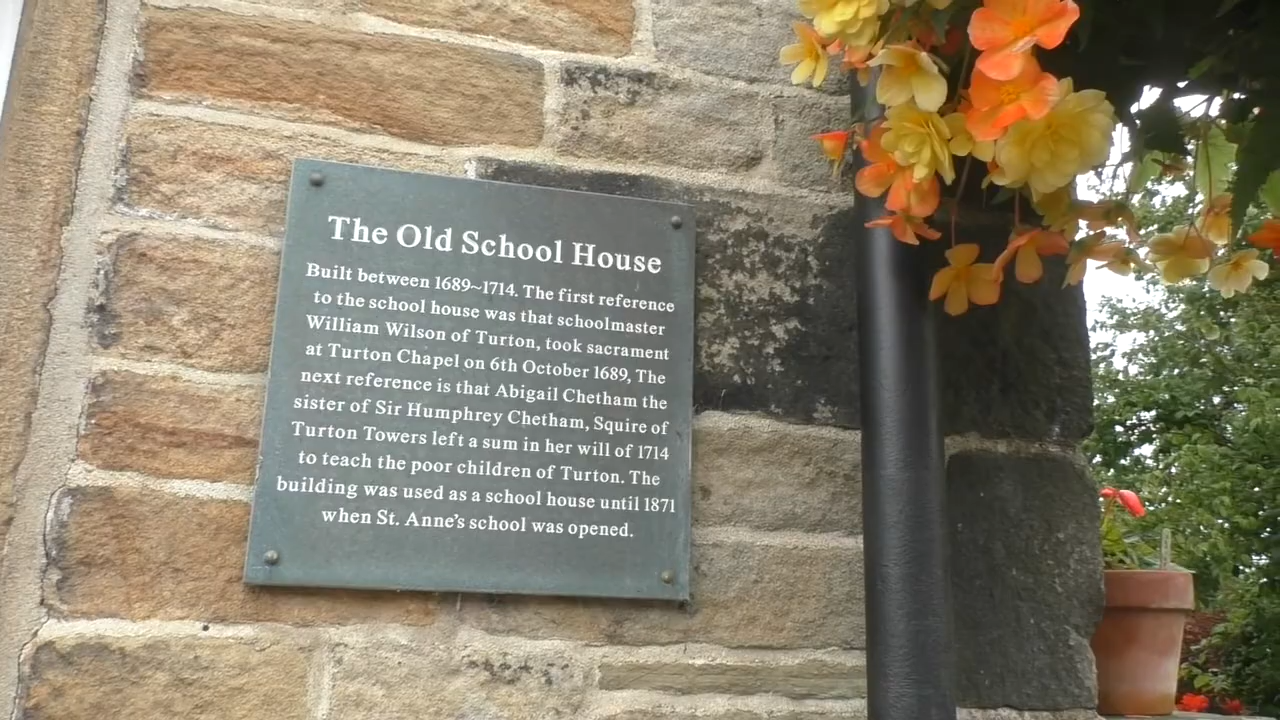 The Old School House
Built between 1689~1714. The first reference
to the school house was that schoolmaster
William Wilson of Turton, took sacrament
at Turton Chapel on 6th October 1689, The
next reference is that Abigail Chetham the
sister of Sir Humphrey Chetham, Squire of
Turton Towers left a sum in her will of 1714
to teach the poor children of Turton. The
building was used as a school house until 1871
when St. Anne's school was opened.